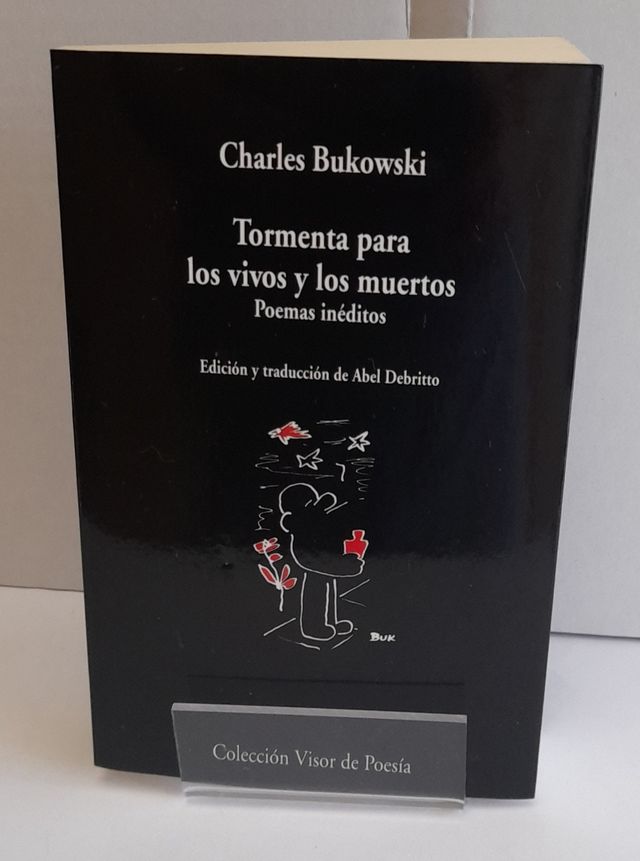 Charles Bukowski
Tormenta para
los vivos y los muertos
Poemas inéditos
Edición y traducción de Abel Debritto
BUK
Colección Visor de Poesía